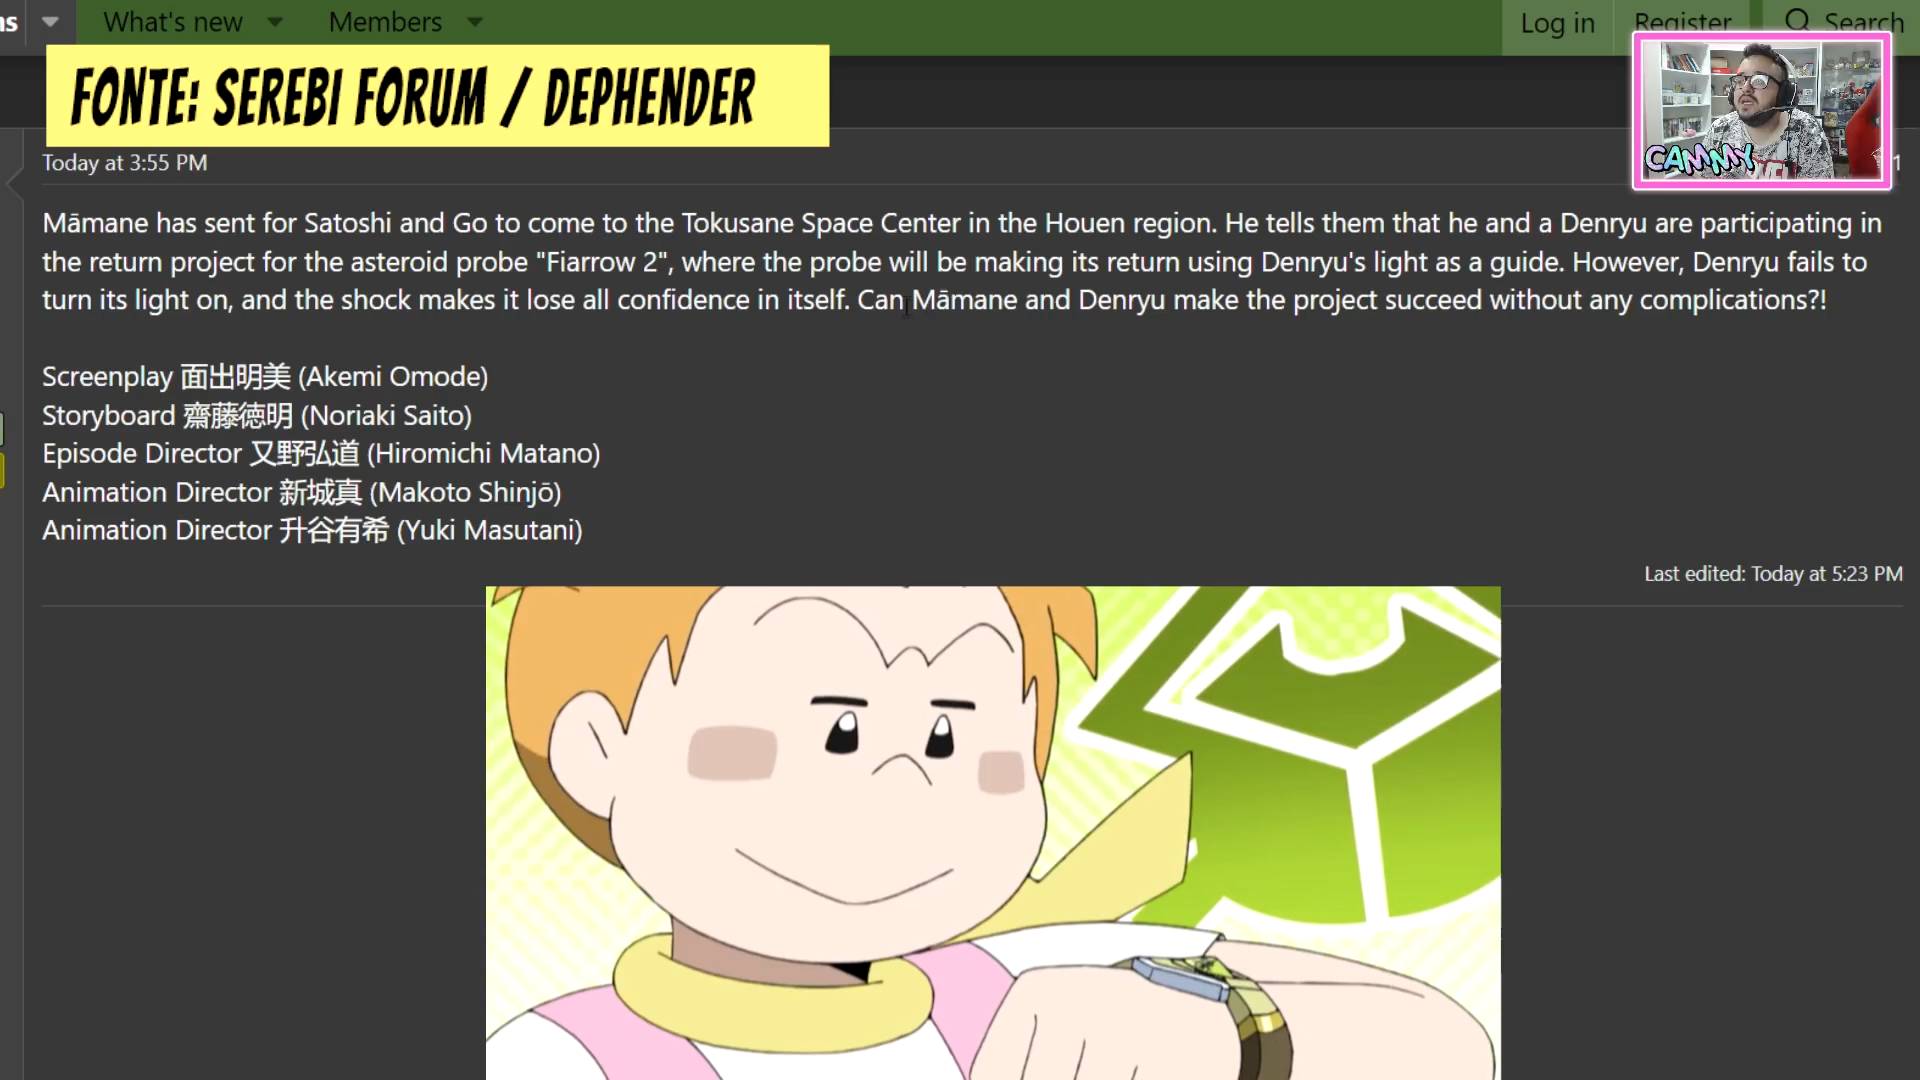 ns
What's new
Members
Log in
Register
Search
FONTE: SEREBI FORUM / DEPHENDER
CAMMY
Today at 3:55 PM
1
Māmane has sent for Satoshi and Go to come to the Tokusane Space Center in the Houen region. He tells them that he and a Denryu are participating in
the return project for the asteroid probe "Fiarrow 2", where the probe will be making its return using Denryu's light as a guide. However, Denryu fails to
turn its light on, and the shock makes it lose all confidence in itself. Can Māmane and Denryu make the project succeed without any complications?!
Screenplay 面出明美 (Akemi Omode)
Storyboard 齋藤徳明 (Noriaki Saito)
Episode Director 又野弘道 (Hiromichi Matano)
Animation Director 新城真 (Makoto Shinjō)
Animation Director 升谷有希 (Yuki Masutani)
Last edited: Today at 5:23 PM